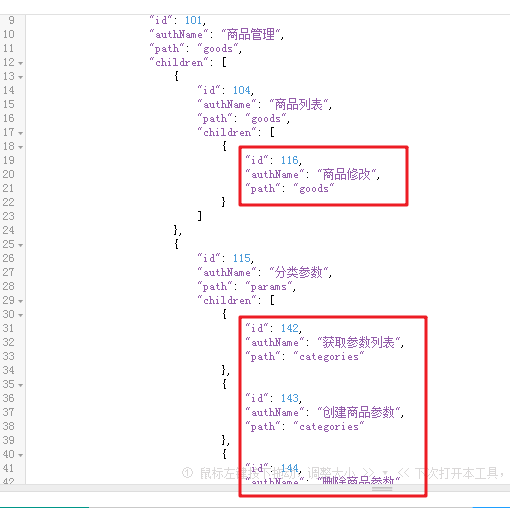 9 "id": 101,
10 "authName": "商品管理",
11 "path": "goods",
12 "children": [
13 {
14 "id": 104,
15 "authName": "商品列表",
16 "path": "goods",
17 "children": [
18 {
19 "id": 116,
20 "authName": "商品修改",
21 "path": "goods"
22 }
23 ]
24 },
25 {
26 "id": 115,
27 "authName": "分类参数",
28 "path": "params",
29 "children": [
30 {
31 "id": 142,
32 "authName": "获取参数列表",
33 "path": "categories"
34 },
35 {
36 "id": 143,
37 "authName": "创建商品参数",
38 "path": "categories"
39 },
40 {
41 "id": 144,
① 鼠标左键按下拖动，调整大小 >> · << 下次打开本工具，
42 "authName": "删除商品参数"